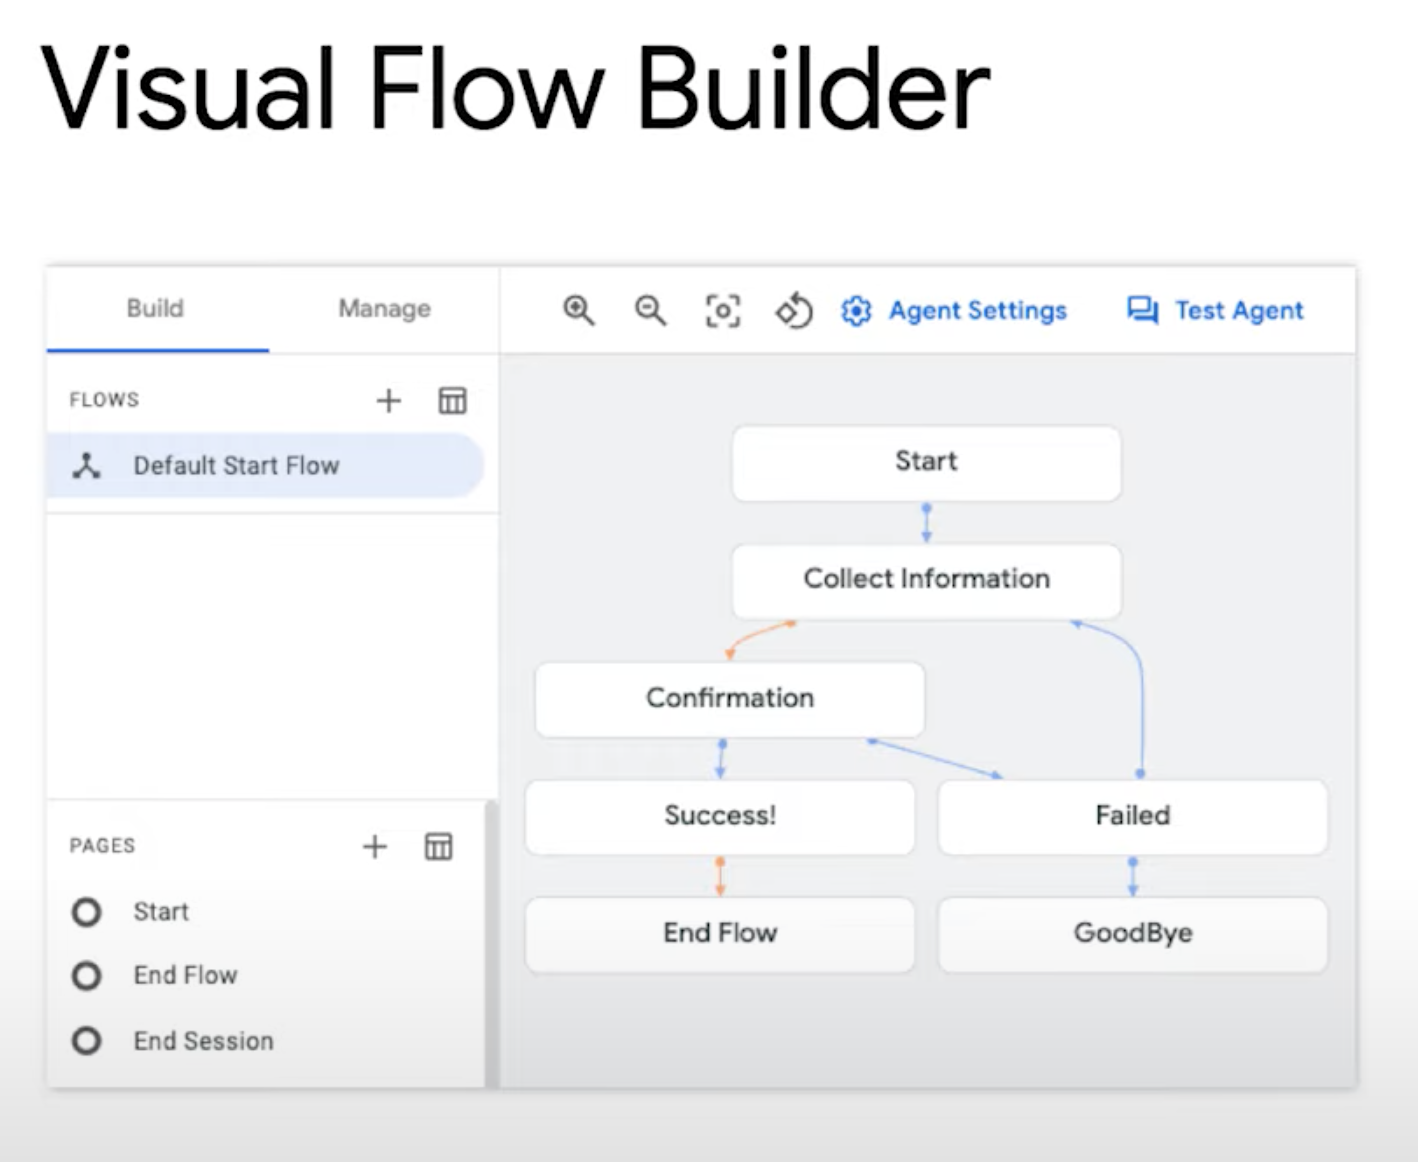 Visual Flow Builder
Build
Manage
Agent Settings
Test Agent
FLOWS
Default Start Flow
Start
Collect Information
Confirmation
Success!
Failed
End Flow
GoodBye
PAGES
Start
End Flow
End Session